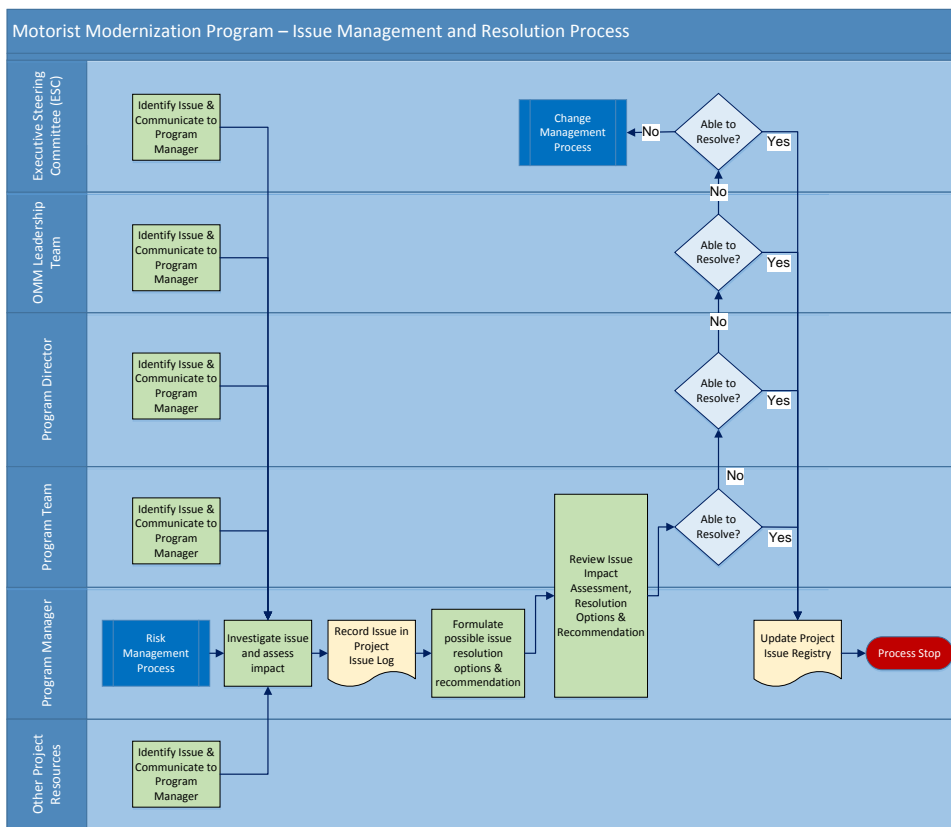 Motorist Modernization Program – Issue Management and Resolution Process
Executive Steering
Committee (ESC)
Identify Issue &
Communicate to
Program
Manager
Change
Management
Process
No
Able to
Resolve?
Yes
No
OMM Leadership
Team
Identify Issue &
Communicate to
Program
Manager
Able to
Resolve?
Yes
No
Program Director
Identify Issue &
Communicate to
Program
Manager
Able to
Resolve?
Yes
No
Program Team
Identify Issue &
Communicate to
Program
Manager
Review Issue
Impact
Assessment,
Resolution
Options &
Recommendation
Able to
Resolve?
Yes
Program Manager
Risk
Management
Process
Investigate issue
and assess
impact
Record Issue in
Project
Issue Log
Formulate
possible issue
resolution
options &
recommendation
Update Project
Issue Registry
Process Stop
Other Project
Resources
Identify Issue &
Communicate to
Program
Manager